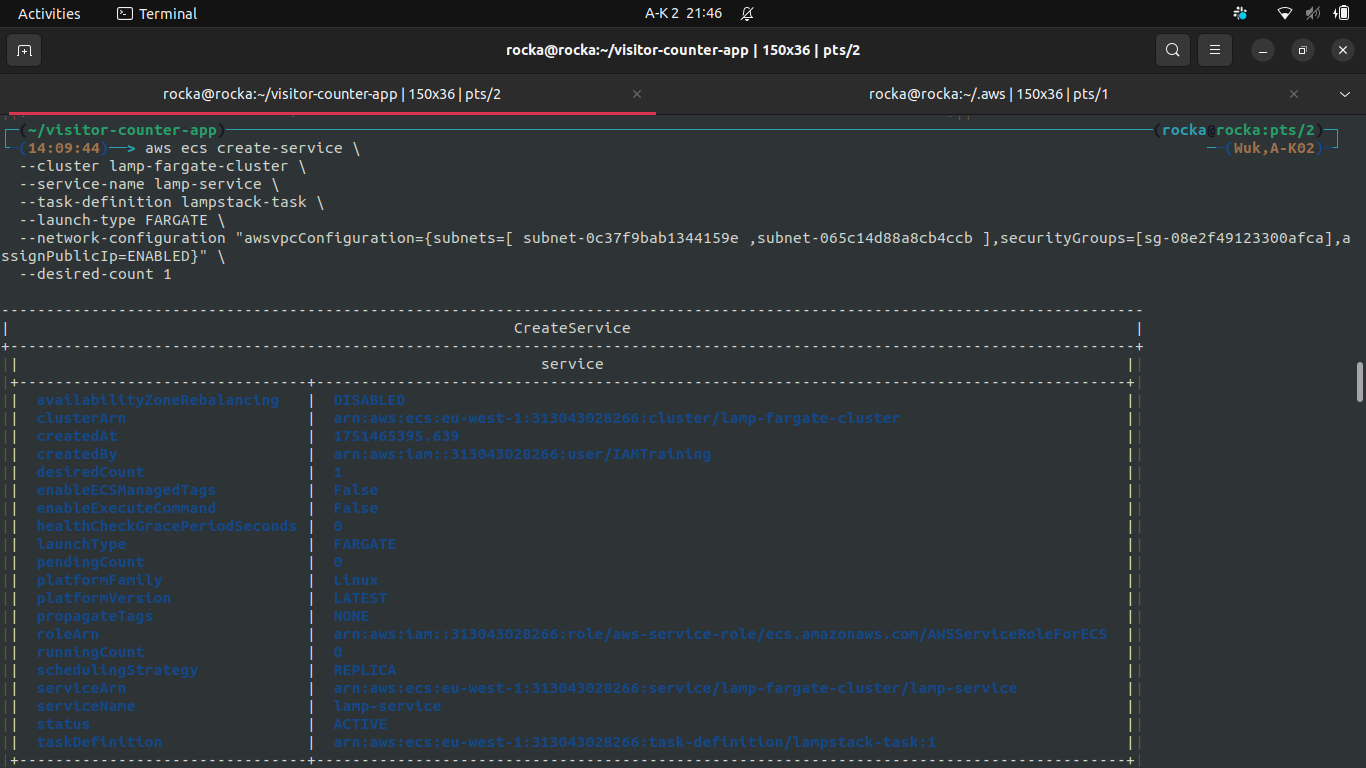 Activities Terminal A-K 2 21:46
rocka@rocka:~/visitor-counter-app | 150x36 | pts/2
rocka@rocka:~/visitor-counter-app | 150x36 | pts/2 × rocka@rocka:~/.aws | 150x36 | pts/1 ×
(~/visitor-counter-app) (rocka@rocka:pts/2)
(14:09:44)──> aws ecs create-service \ (Wuk,A-K02)
--cluster lamp-fargate-cluster \
--service-name lamp-service \
--task-definition lampstack-task \
--launch-type FARGATE \
--network-configuration "awsvpcConfiguration={subnets=[ subnet-0c37f9bab1344159e ,subnet-065c14d88a8cb4ccb ],securityGroups=[sg-08e2f49123300afca],a
ssignPublicIp=ENABLED}" \
--desired-count 1
CreateService
service
availabilityZoneRebalancing | DISABLED
clusterArn | arn:aws:ecs:eu-west-1:313043028266:cluster/lamp-fargate-cluster
createdAt | 1751465395.639
createdBy | arn:aws:iam::313043028266:user/IAMTraining
desiredCount | 1
enableECSManagedTags | False
enableExecuteCommand | False
healthCheckGracePeriodSeconds | 0
launchType | FARGATE
pendingCount | 0
platformFamily | Linux
platformVersion | LATEST
propagateTags | NONE
roleArn | arn:aws:iam::313043028266:role/aws-service-role/ecs.amazonaws.com/AWSServiceRoleForECS
runningCount | 0
schedulingStrategy | REPLICA
serviceArn | arn:aws:ecs:eu-west-1:313043028266:service/lamp-fargate-cluster/lamp-service
serviceName | lamp-service
status | ACTIVE
taskDefinition | arn:aws:ecs:eu-west-1:313043028266:task-definition/lampstack-task:1